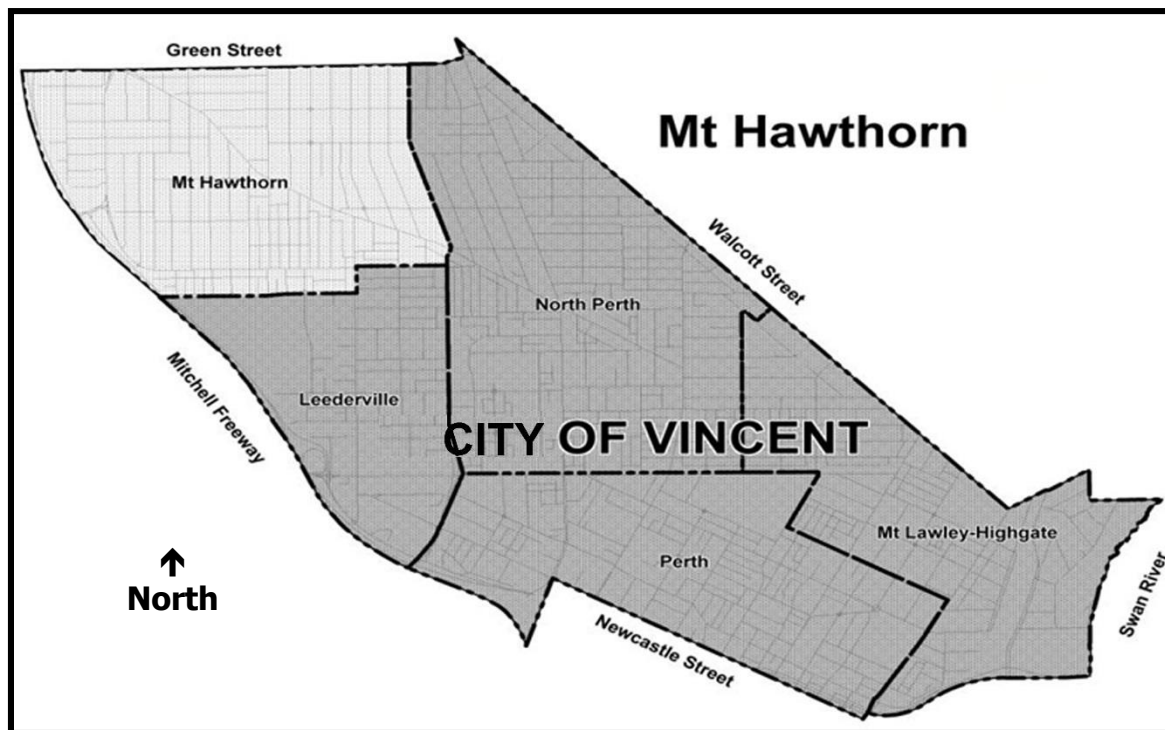 Green Street
Mt Hawthorn
Mt Hawthorn
Walcott Street
North Perth
Mitchell Freeway
Leederville
CITY OF VINCENT
Mt Lawley-Highgate
Perth
↑
North
Swan River
Newcastle Street